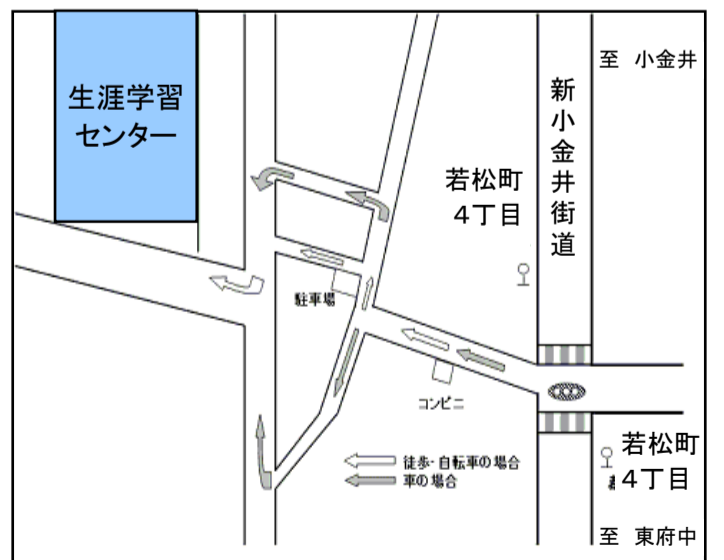 生涯学習
センター
至 小金井
新小金井街道
若松町
４丁目
駐車場
コンビニ
徒歩・自転車の場合
車の場合
若松町
４丁目
至 東府中